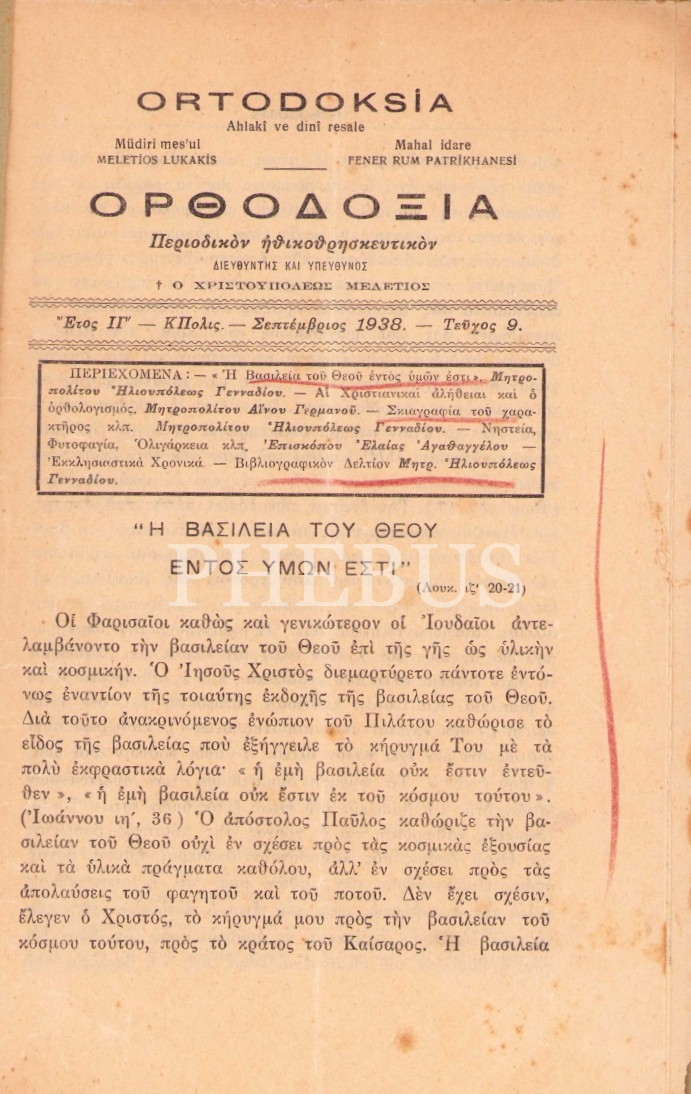 ORTODOKSİA
Ahlakî ve dinî resale
Müdiri mes'ul
MELETİOS LUKAKİS
Mahal idare
FENER RUM PATRİKHANESİ
ΟΡΘΟΔΟΞΙΑ
Περιοδικὸν ἠθικοθρησκευτικὸν
ΔΙΕΥΘΥΝΤΗΣ ΚΑΙ ΥΠΕΥΘΥΝΟΣ
† Ο ΧΡΙΣΤΟΥΠΟΛΕΩΣ ΜΕΛΕΤΙΟΣ
Ἔτος ΙΓʹ — ΚΠολις. — Σεπτέμβριος 1938. — Τεῦχος 9.
ΠΕΡΙΕΧΟΜΕΝΑ : — « Ἡ Βασιλεία τοῦ Θεοῦ ἐντὸς ὑμῶν ἐστι ». Μητρο-
πολίτου Ἡλιουπόλεως Γενναδίου. — Αἱ Χριστιανικαὶ ἀλήθειαι καὶ ὁ
ὀρθολογισμός. Μητροπολίτου Αἴνου Γερμανοῦ. — Σκιαγραφία τοῦ χαρα-
κτῆρος κλπ. Μητροπολίτου Ἡλιουπόλεως Γενναδίου. — Νηστεία,
Φυτοφαγία, Ὀλιγάρκεια κλπ. Ἐπισκόπου Ἐλαίας Ἀγαθαγγέλου —
Ἐκκλησιαστικὰ Χρονικά. — Βιβλιογραφικὸν Δελτίον Μητρ. Ἡλιουπόλεως
Γενναδίου.
"Η ΒΑΣΙΛΕΙΑ ΤΟΥ ΘΕΟΥ
ΕΝΤΟΣ ΥΜΩΝ ΕΣΤΙ"
PHEBUS
(Λουκ. ιζʹ 20-21)
Οἱ Φαρισαῖοι καθὼς καὶ γενικώτερον οἱ Ἰουδαῖοι ἀντε-
λαμβάνοντο τὴν βασιλείαν τοῦ Θεοῦ ἐπὶ τῆς γῆς ὡς ὑλικὴν
καὶ κοσμικήν. Ὁ Ἰησοῦς Χριστὸς διεμαρτύρετο πάντοτε ἐντό-
νως ἐναντίον τῆς τοιαύτης ἐκδοχῆς τῆς βασιλείας τοῦ Θεοῦ.
Διὰ τοῦτο ἀνακρινόμενος ἐνώπιον τοῦ Πιλάτου καθώρισε τὸ
εἶδος τῆς βασιλείας ποὺ ἐξήγγειλε τὸ κήρυγμά Του μὲ τὰ
πολὺ ἐκφραστικὰ λόγια· « ἡ ἐμὴ βασιλεία οὐκ ἔστιν ἐντεῦ-
θεν », « ἡ ἐμὴ βασιλεία οὐκ ἔστιν ἐκ τοῦ κόσμου τούτου ».
(Ἰωάννου ιηʹ, 36 ) Ὁ ἀπόστολος Παῦλος καθώριζε τὴν βα-
σιλείαν τοῦ Θεοῦ οὐχὶ ἐν σχέσει πρὸς τὰς κοσμικὰς ἐξουσίας
καὶ τὰ ὑλικὰ πράγματα καθόλου, ἀλλ' ἐν σχέσει πρὸς τὰς
ἀπολαύσεις τοῦ φαγητοῦ καὶ τοῦ ποτοῦ. Δὲν ἔχει σχέσιν,
ἔλεγεν ὁ Χριστός, τὸ κήρυγμά μου πρὸς τὴν βασιλείαν τοῦ
κόσμου τούτου, πρὸς τὸ κράτος τοῦ Καίσαρος. Ἡ βασιλεία